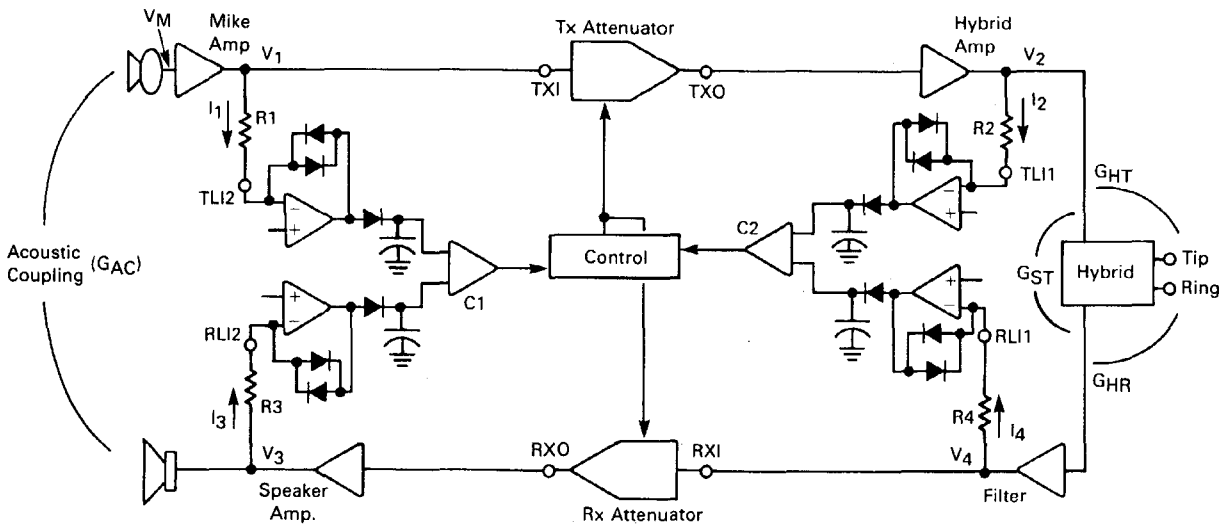 VM
Mike
Amp
V1
Tx Attenuator
TXI
TXO
Hybrid
Amp
V2
I1
R1
TLI2
−
+
C1
Control
C2
I2
R2
TLI1
−
+
GHT
GST
Hybrid
Tip
Ring
GHR
Acoustic
Coupling (GAC)
+
−
RLI2
R3
I3
V3
Speaker
Amp.
RXO
Rx Attenuator
RXI
+
−
RLI1
R4
I4
V4
Filter